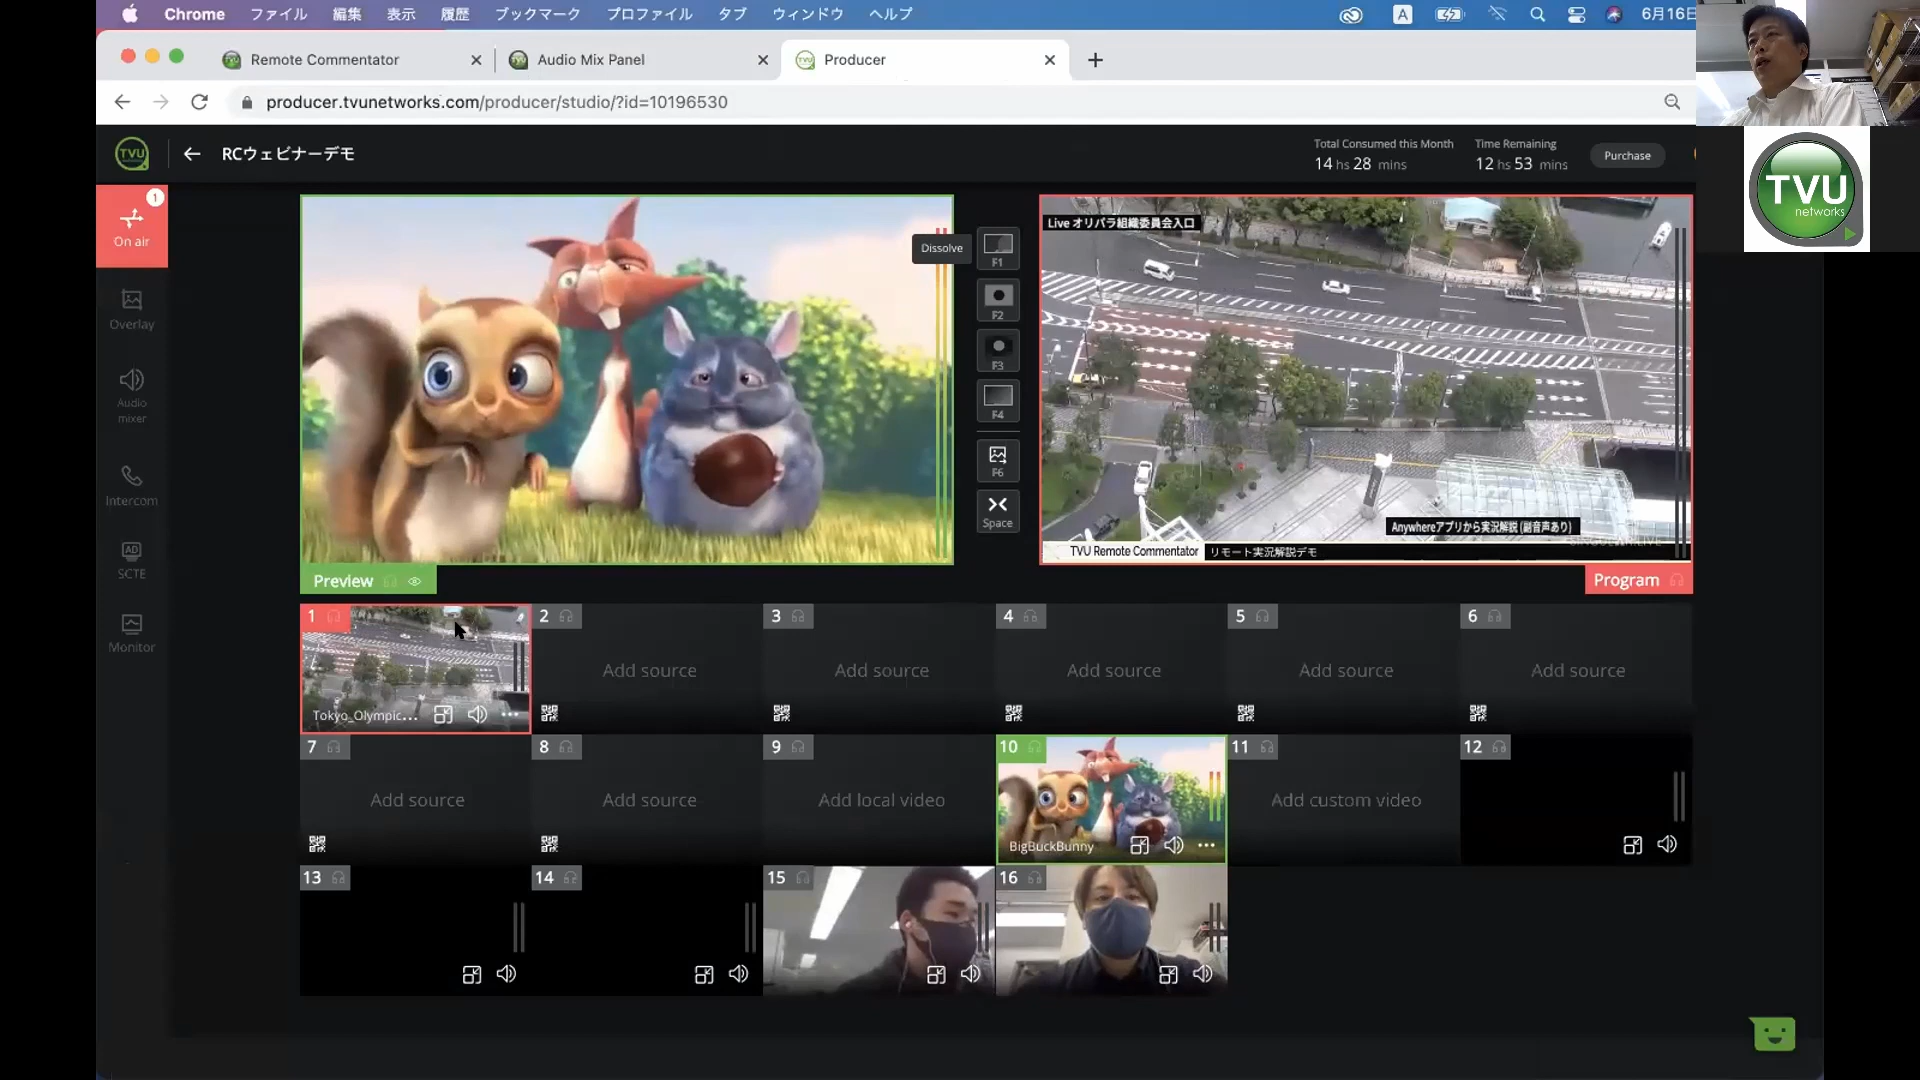 Chrome ファイル 編集 表示 履歴 ブックマーク プロファイル タブ ウィンドウ ヘルプ A 6月16日
Remote Commentator
Audio Mix Panel
Producer
producer.tvunetworks.com/producer/studio/?id=10196530
TVU
RCウェビナーデモ
Total Consumed this Month
14 hs 28 mins
Time Remaining
12 hs 53 mins
Purchase
TVU
networks
1
On air
Overlay
Audio
mixer
Intercom
AD
SCTE
Monitor
Dissolve
F1
F2
F3
F4
F6
Space
Live オリパラ組織委員会入口
Anywhereアプリから実況解説(副音声あり)
TVU Remote Commentator リモート実況解説デモ
Preview
Program
1
Tokyo_Olympic...
2
Add source
3
Add source
4
Add source
5
Add source
6
Add source
7
Add source
8
Add source
9
Add local video
10
BigBuckBunny
11
Add custom video
12
13
14
15
16